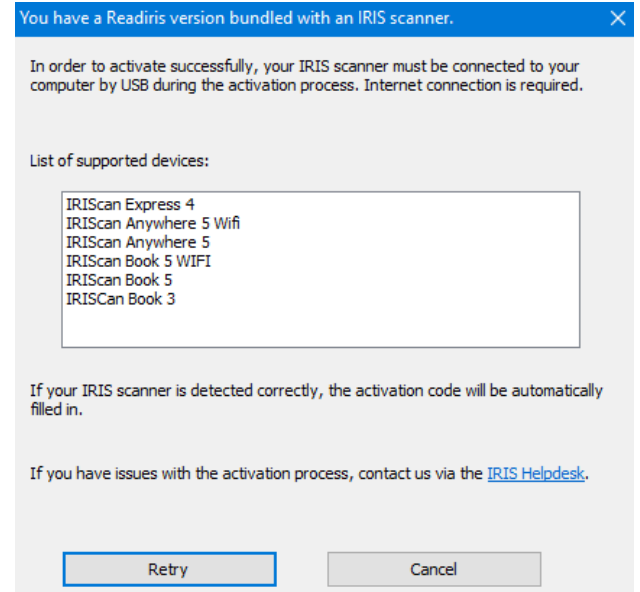 You have a Readiris version bundled with an IRIS scanner.
In order to activate successfully, your IRIS scanner must be connected to your
computer by USB during the activation process. Internet connection is required.
List of supported devices:
IRIScan Express 4
IRIScan Anywhere 5 Wifi
IRIScan Anywhere 5
IRIScan Book 5 WIFI
IRIScan Book 5
IRISCan Book 3
If your IRIS scanner is detected correctly, the activation code will be automatically
filled in.
If you have issues with the activation process, contact us via the IRIS Helpdesk.
Retry
Cancel